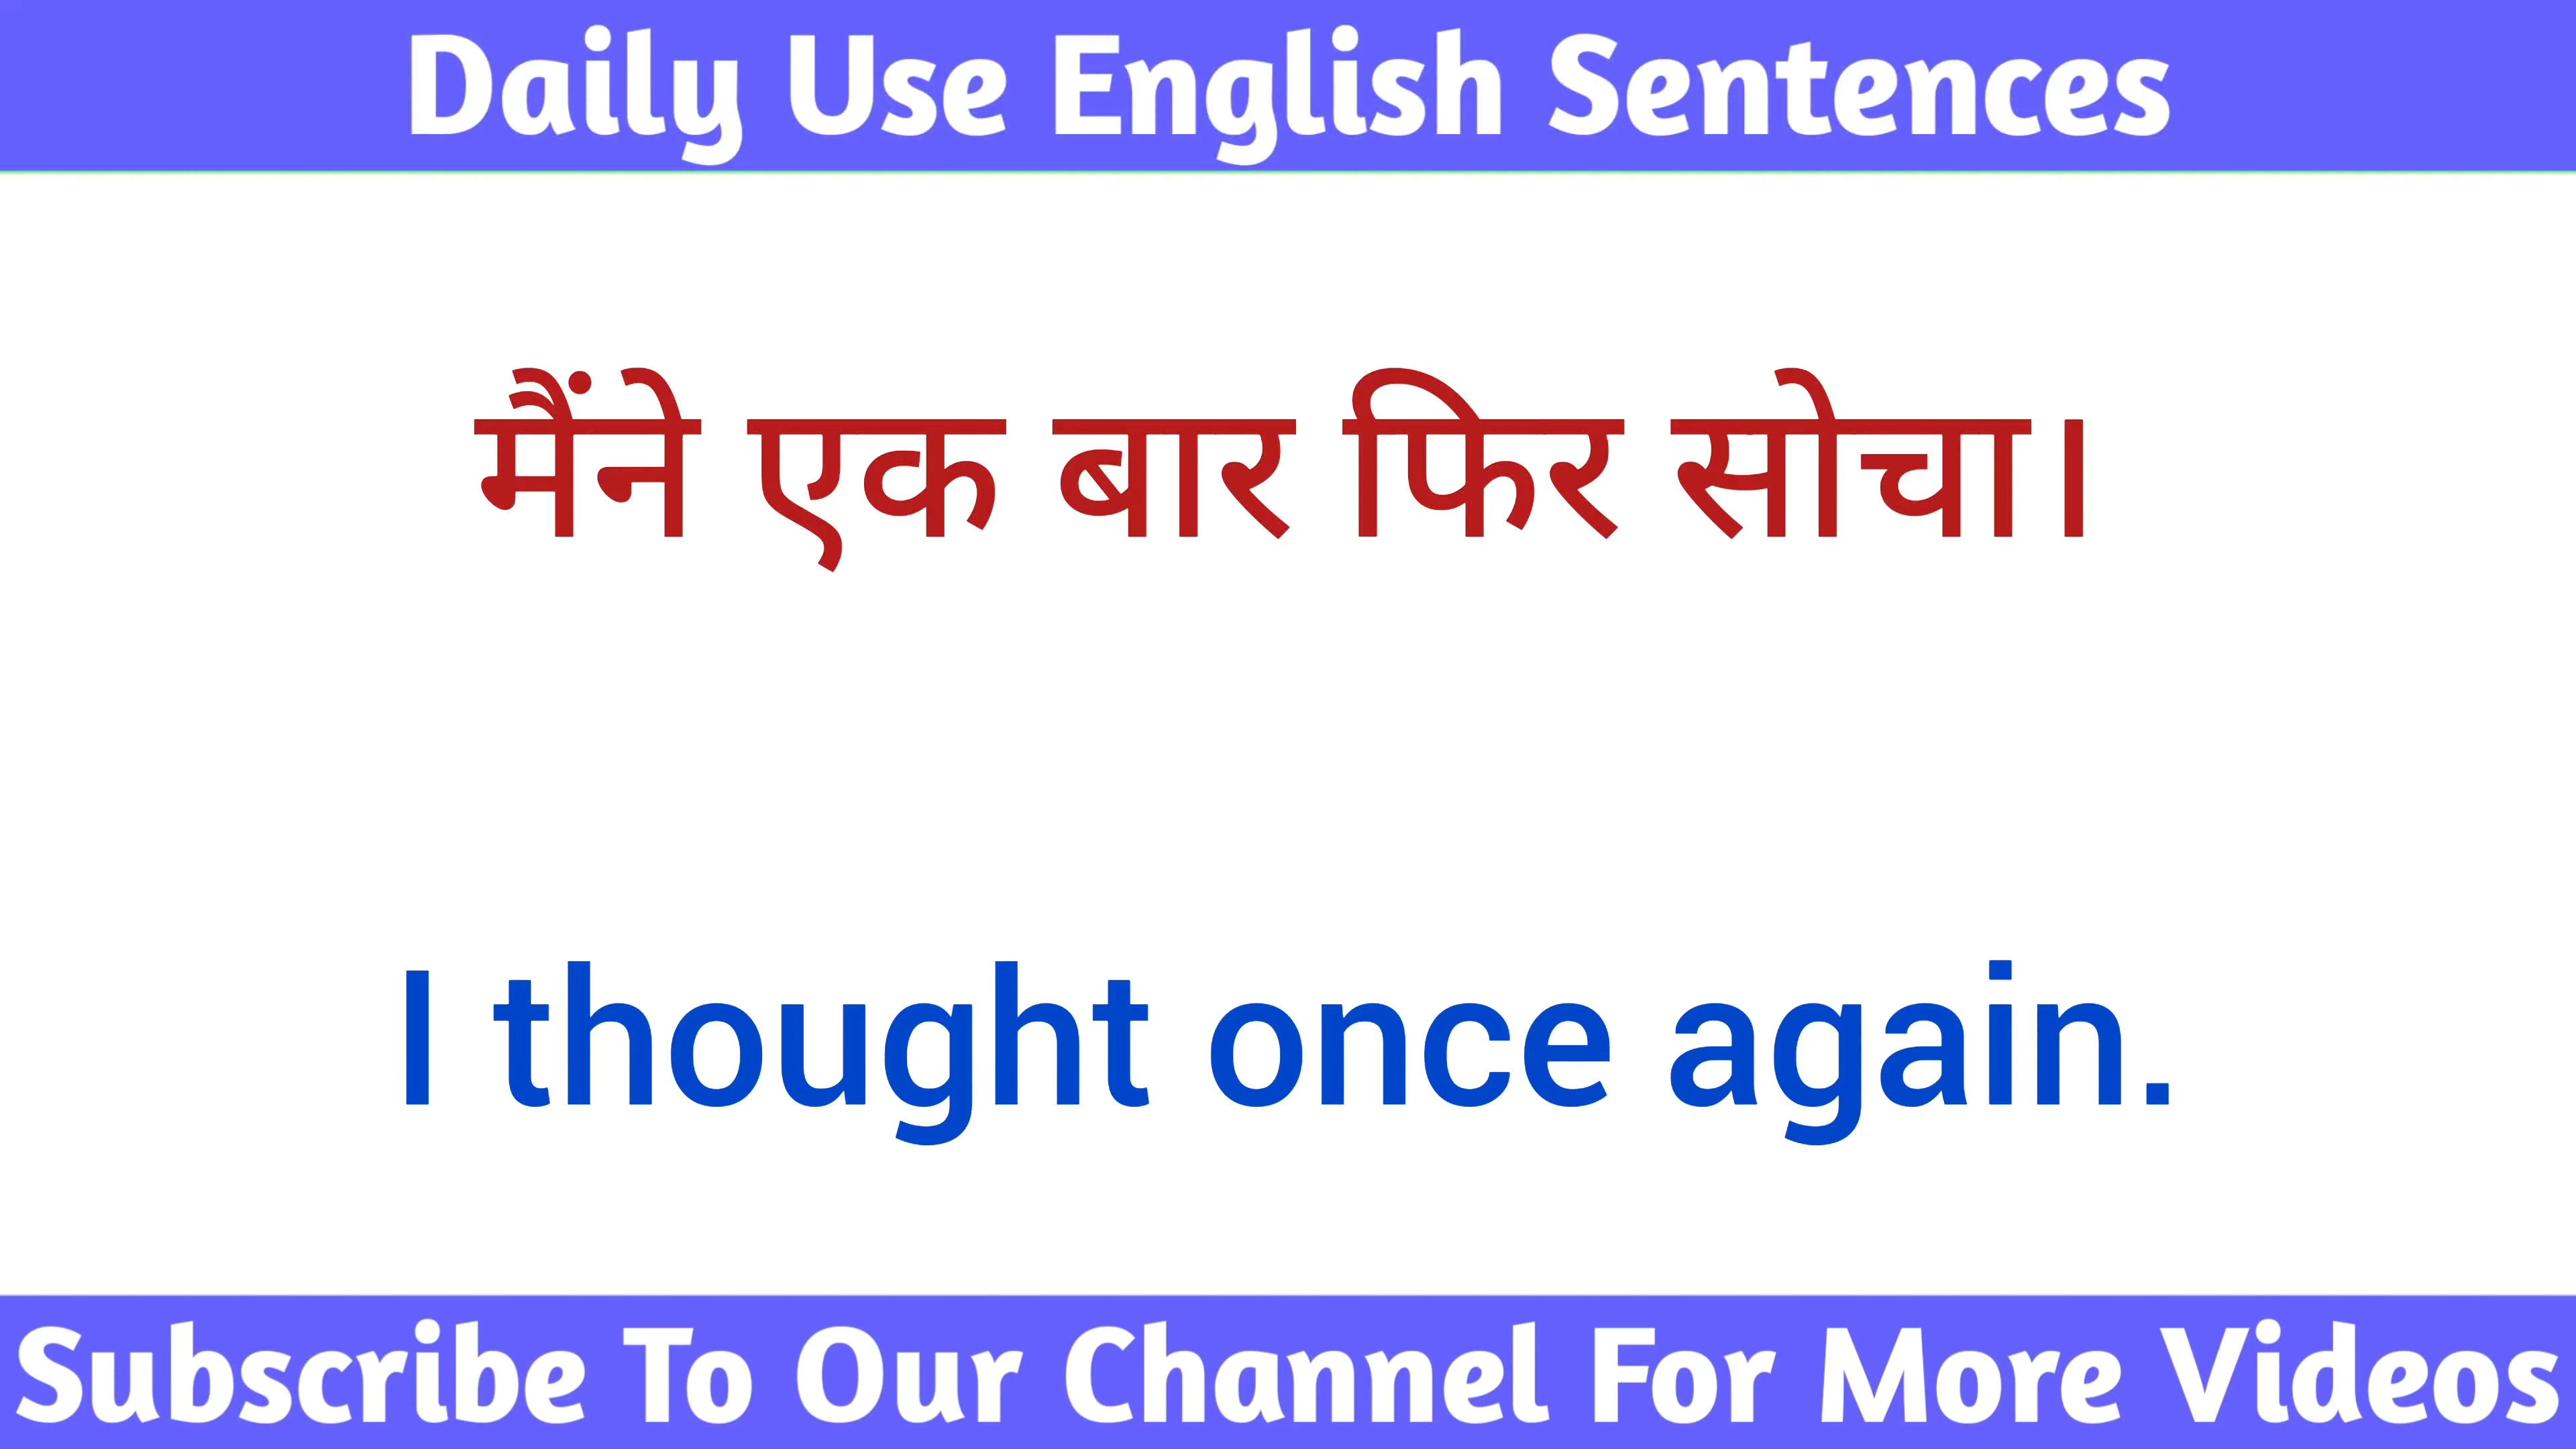 Daily Use English Sentences
मैंने एक बार फिर सोचा।
I thought once again.
Subscribe To Our Channel For More Videos